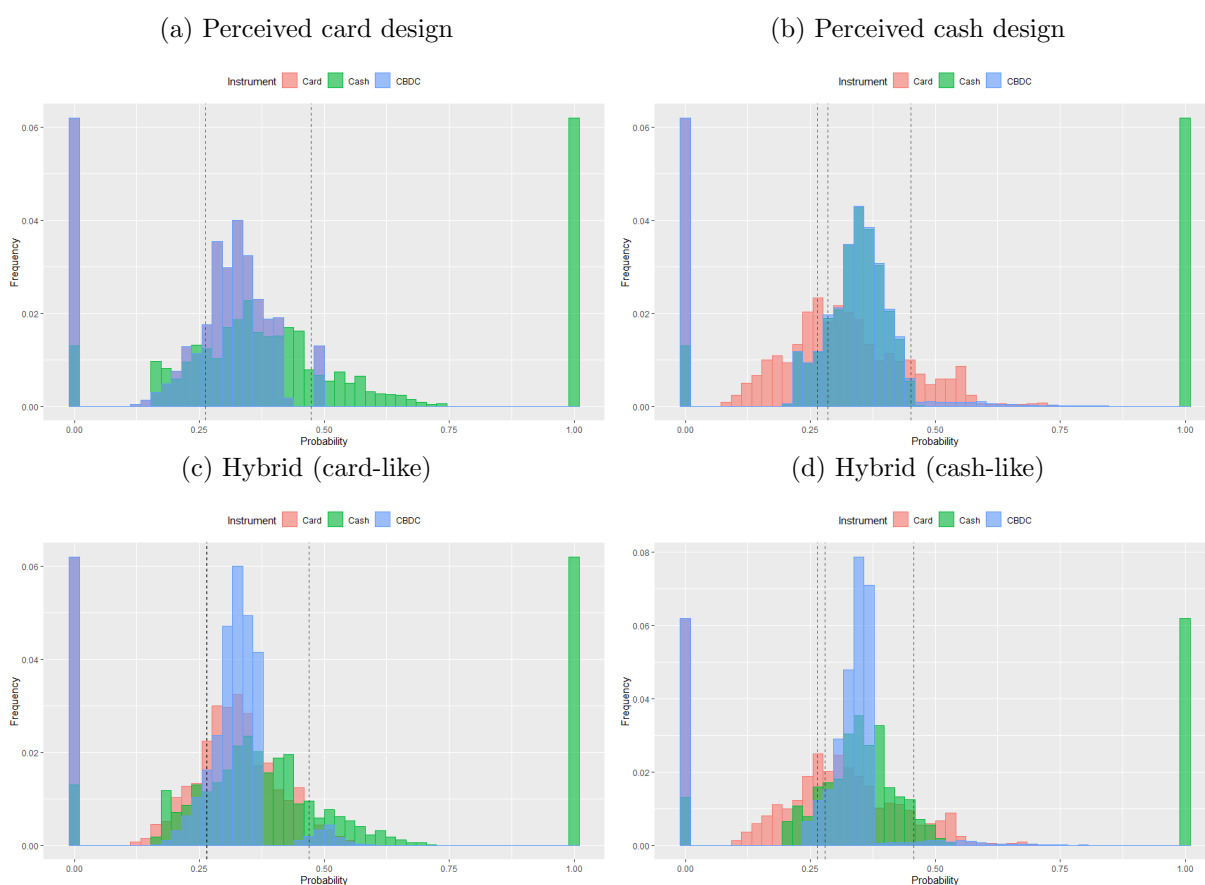 (a) Perceived card design
Instrument Card Cash CBDC
0.06
0.04
0.02
0.00
Frequency
0.00 0.25 0.50 0.75 1.00
Probability
(b) Perceived cash design
Instrument Card Cash CBDC
0.06
0.04
0.02
0.00
Frequency
0.00 0.25 0.50 0.75 1.00
Probability
(c) Hybrid (card-like)
Instrument Card Cash CBDC
0.06
0.04
0.02
0.00
Frequency
0.00 0.25 0.50 0.75 1.00
Probability
(d) Hybrid (cash-like)
Instrument Card Cash CBDC
0.08
0.06
0.04
0.02
0.00
Frequency
0.00 0.25 0.50 0.75 1.00
Probability